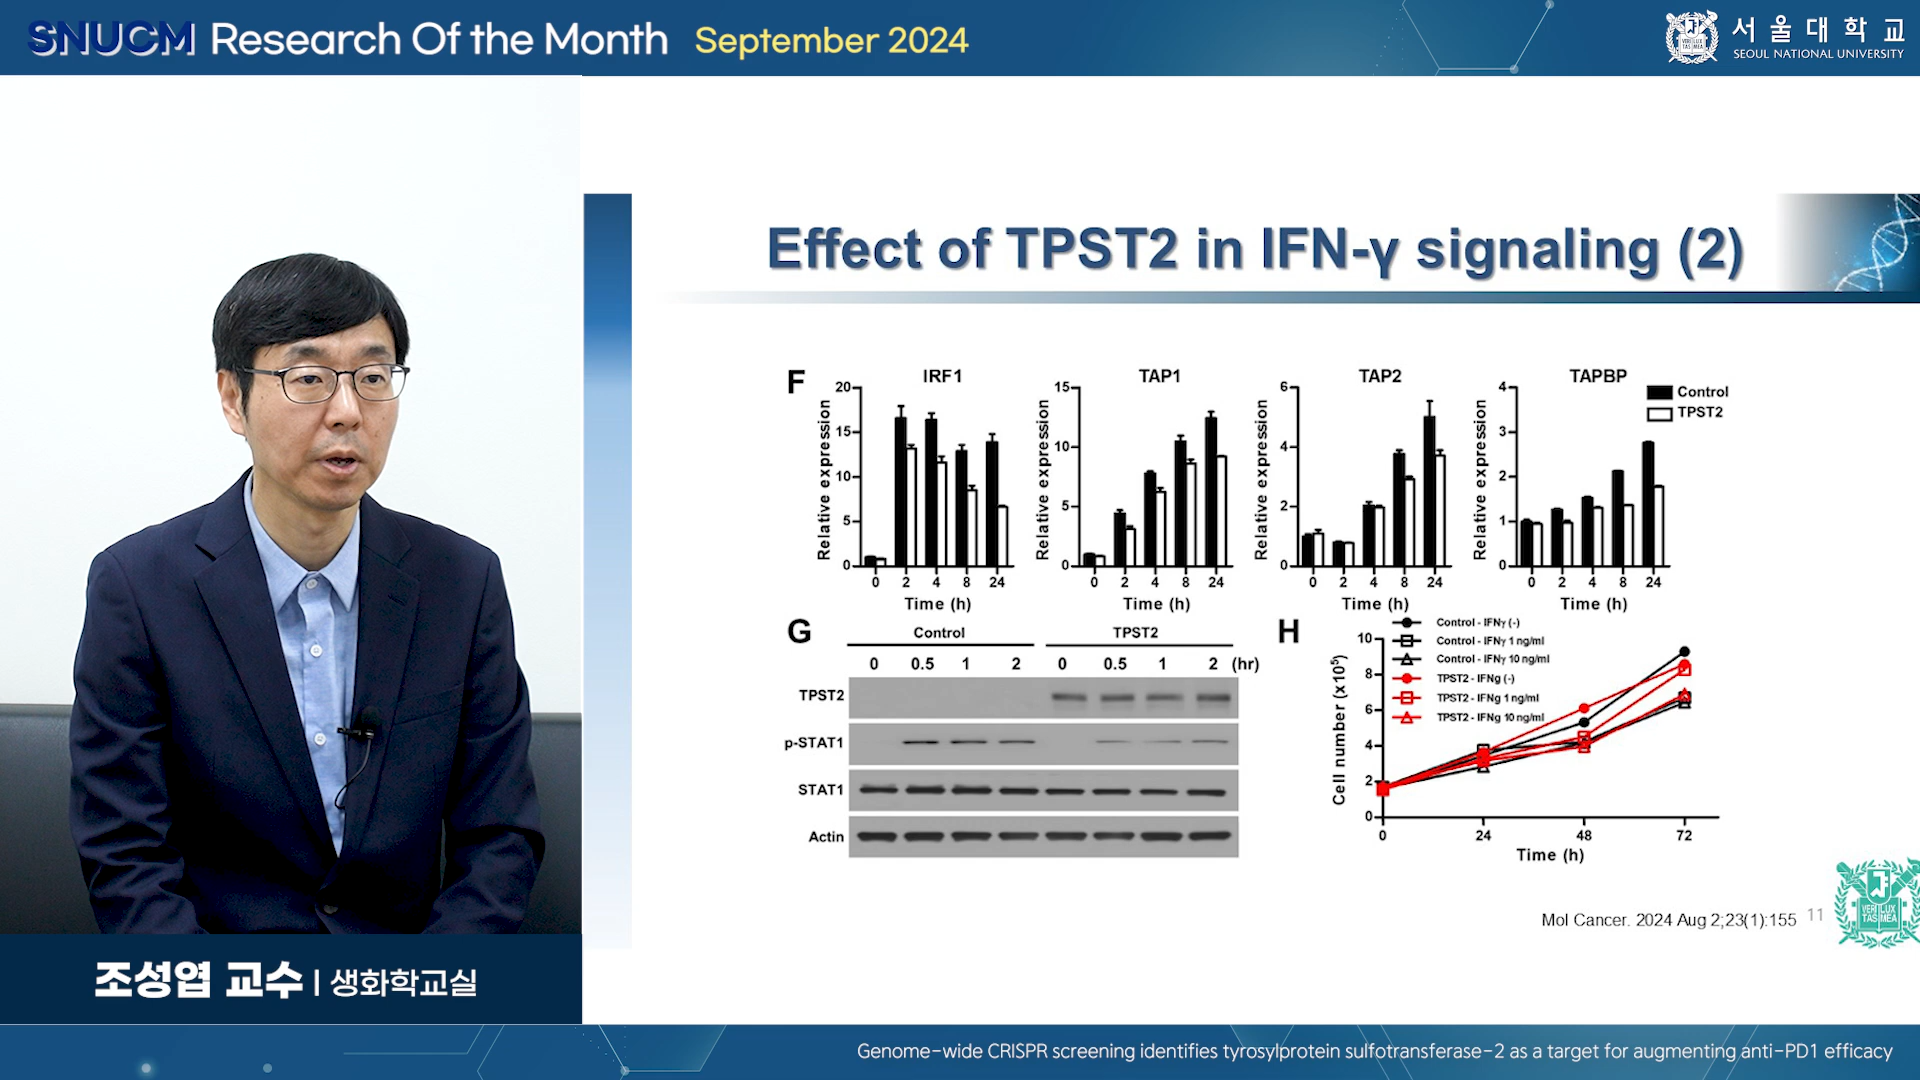 SNUCM Research Of the Month September 2024
서울대학교
SEOUL NATIONAL UNIVERSITY
VERI LUX
TAS MEA
Effect of TPST2 in IFN-γ signaling (2)
F
IRF1
Relative expression
20
15
10
5
0
0 2 4 8 24
Time (h)
TAP1
Relative expression
15
10
5
0
0 2 4 8 24
Time (h)
TAP2
Relative expression
6
4
2
0
0 2 4 8 24
Time (h)
TAPBP
Relative expression
4
3
2
1
0
0 2 4 8 24
Time (h)
Control
TPST2
G
Control TPST2
0 0.5 1 2 0 0.5 1 2 (hr)
TPST2
p-STAT1
STAT1
Actin
H
Control - IFNγ (-)
Control - IFNγ 1 ng/ml
Control - IFNγ 10 ng/ml
TPST2 - IFNg (-)
TPST2 - IFNg 1 ng/ml
TPST2 - IFNg 10 ng/ml
Cell number (x10⁵)
10
8
6
4
2
0
0 24 48 72
Time (h)
Mol Cancer. 2024 Aug 2;23(1):155 11
VERI LUX
TAS MEA
조성엽 교수 | 생화학교실
Genome-wide CRISPR screening identifies tyrosylprotein sulfotransferase-2 as a target for augmenting anti-PD1 efficacy